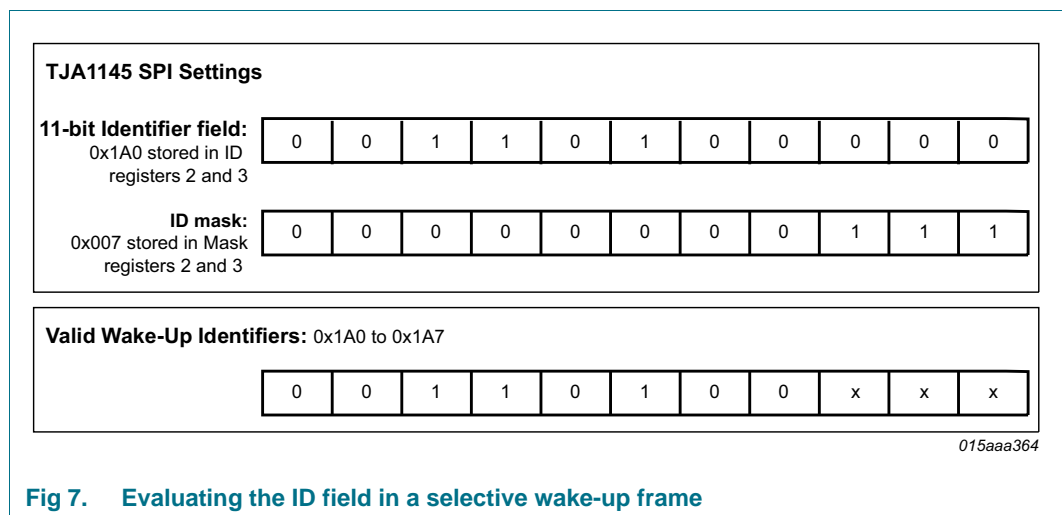 TJA1145 SPI Settings
11-bit Identifier field:
0x1A0 stored in ID
registers 2 and 3
0 0 1 1 0 1 0 0 0 0 0
ID mask:
0x007 stored in Mask
registers 2 and 3
0 0 0 0 0 0 0 0 1 1 1
Valid Wake-Up Identifiers: 0x1A0 to 0x1A7
0 0 1 1 0 1 0 0 x x x
015aaa364
Fig 7. Evaluating the ID field in a selective wake-up frame